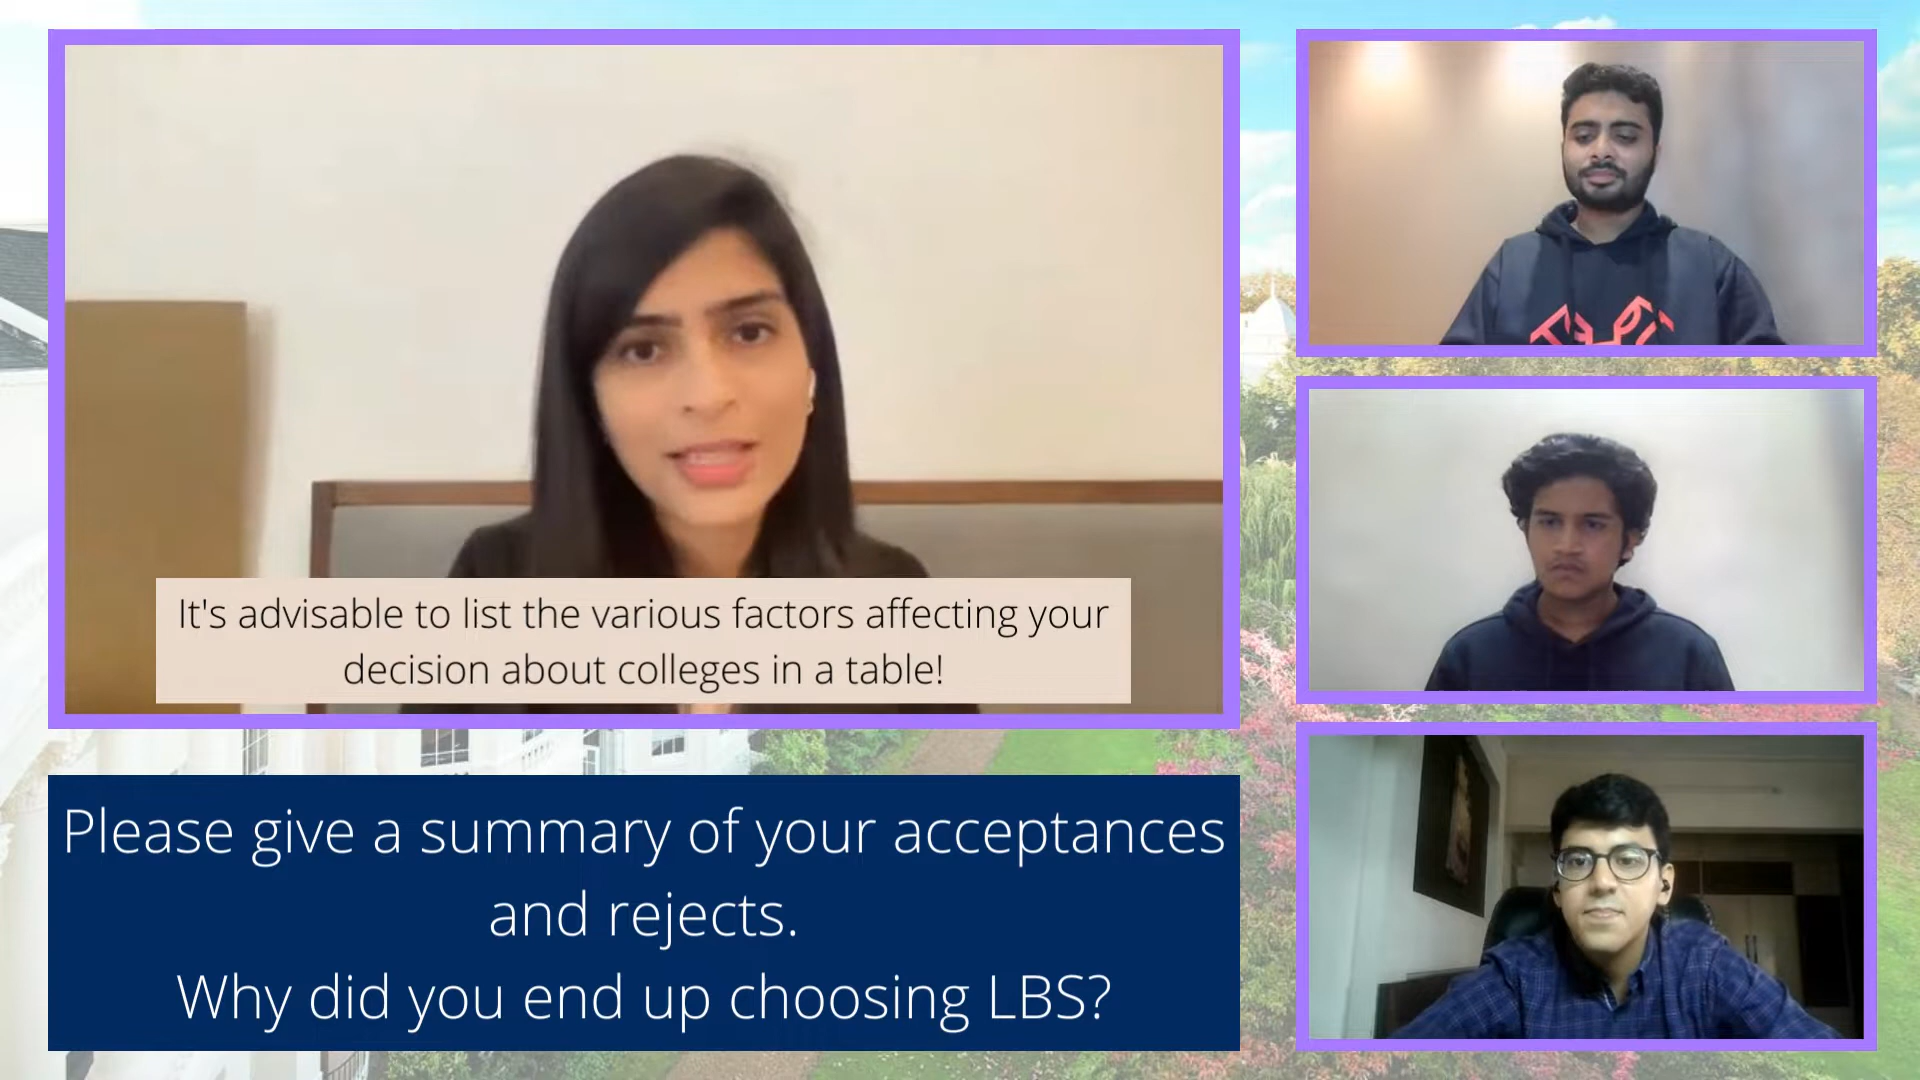 It's advisable to list the various factors affecting your
decision about colleges in a table!
Please give a summary of your acceptances
and rejects.
Why did you end up choosing LBS?